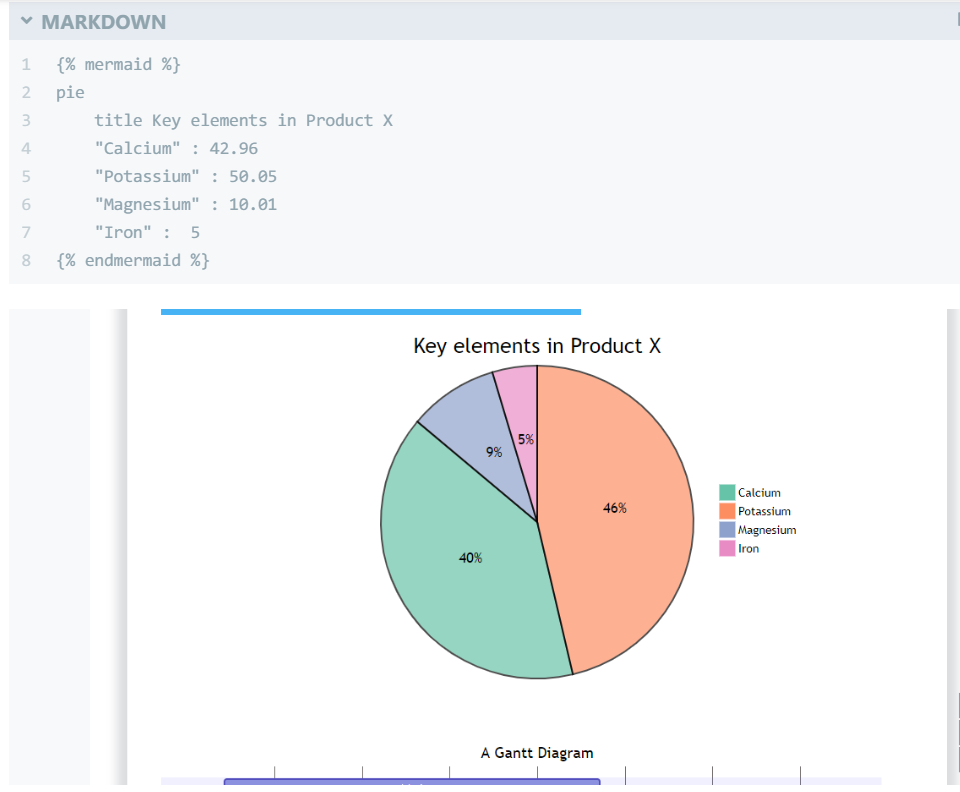 MARKDOWN
1 {% mermaid %}
2 pie
3     title Key elements in Product X
4     "Calcium" : 42.96
5     "Potassium" : 50.05
6     "Magnesium" : 10.01
7     "Iron" :  5
8 {% endmermaid %}
Key elements in Product X
5%
9%
46%
40%
Calcium
Potassium
Magnesium
Iron
A Gantt Diagram